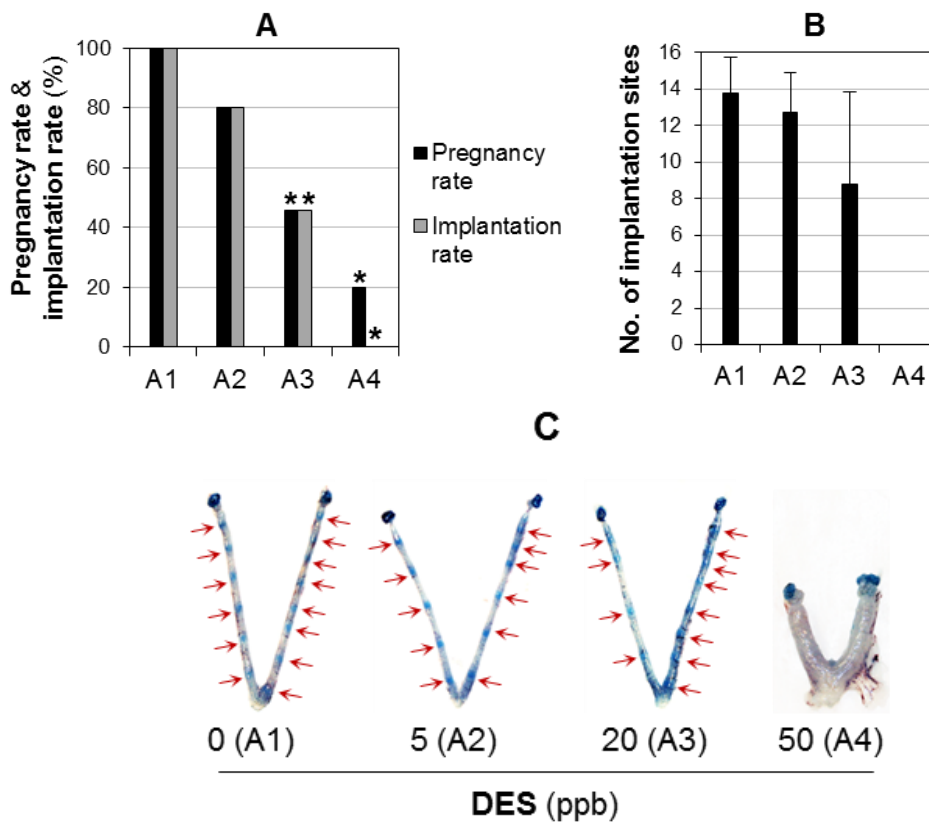 A
Pregnancy rate &
implantation rate (%)
100
80
60
40
20
0
**
*
*
A1 A2 A3 A4
Pregnancy
rate
Implantation
rate
B
No. of implantation sites
16
14
12
10
8
6
4
2
0
A1 A2 A3 A4
C
0 (A1) 5 (A2) 20 (A3) 50 (A4)
DES (ppb)